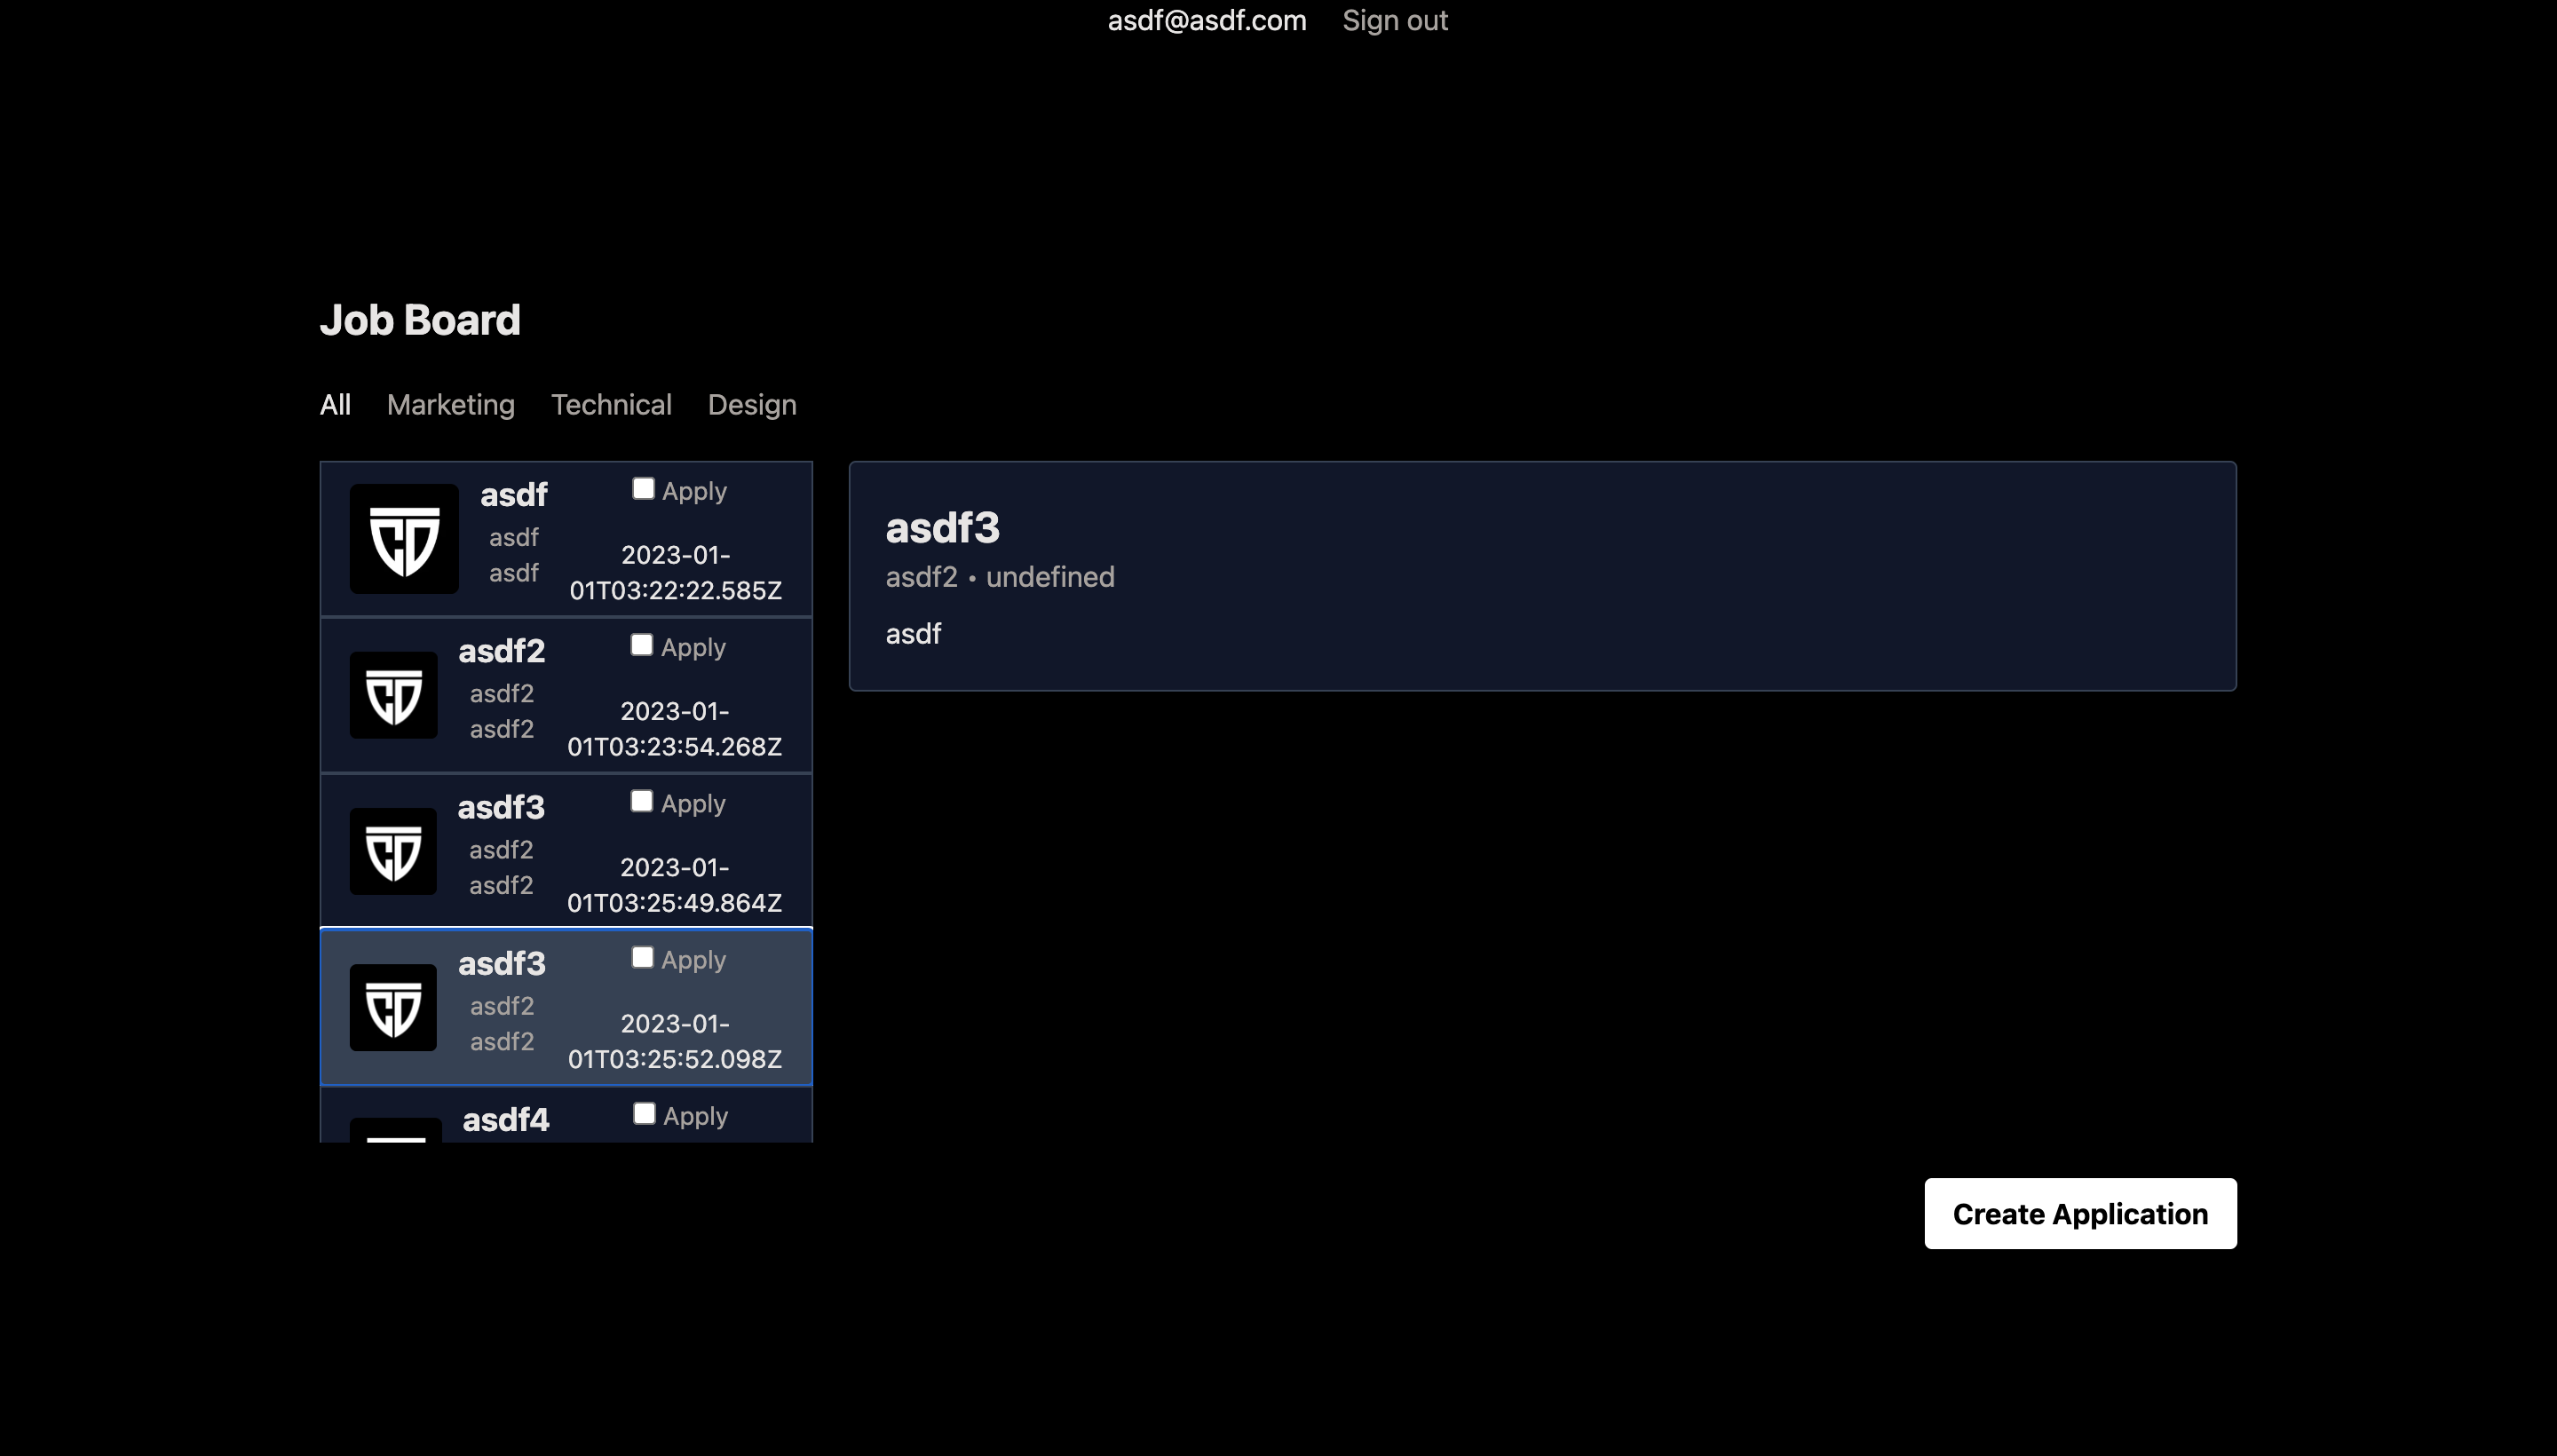 asdf@asdf.com Sign out
Job Board
All Marketing Technical Design
asdf
asdf
asdf
Apply
2023-01-
01T03:22:22.585Z
asdf2
asdf2
asdf2
Apply
2023-01-
01T03:23:54.268Z
asdf3
asdf2
asdf2
Apply
2023-01-
01T03:25:49.864Z
asdf3
asdf2
asdf2
Apply
2023-01-
01T03:25:52.098Z
asdf4
Apply
asdf3
asdf2 • undefined
asdf
Create Application